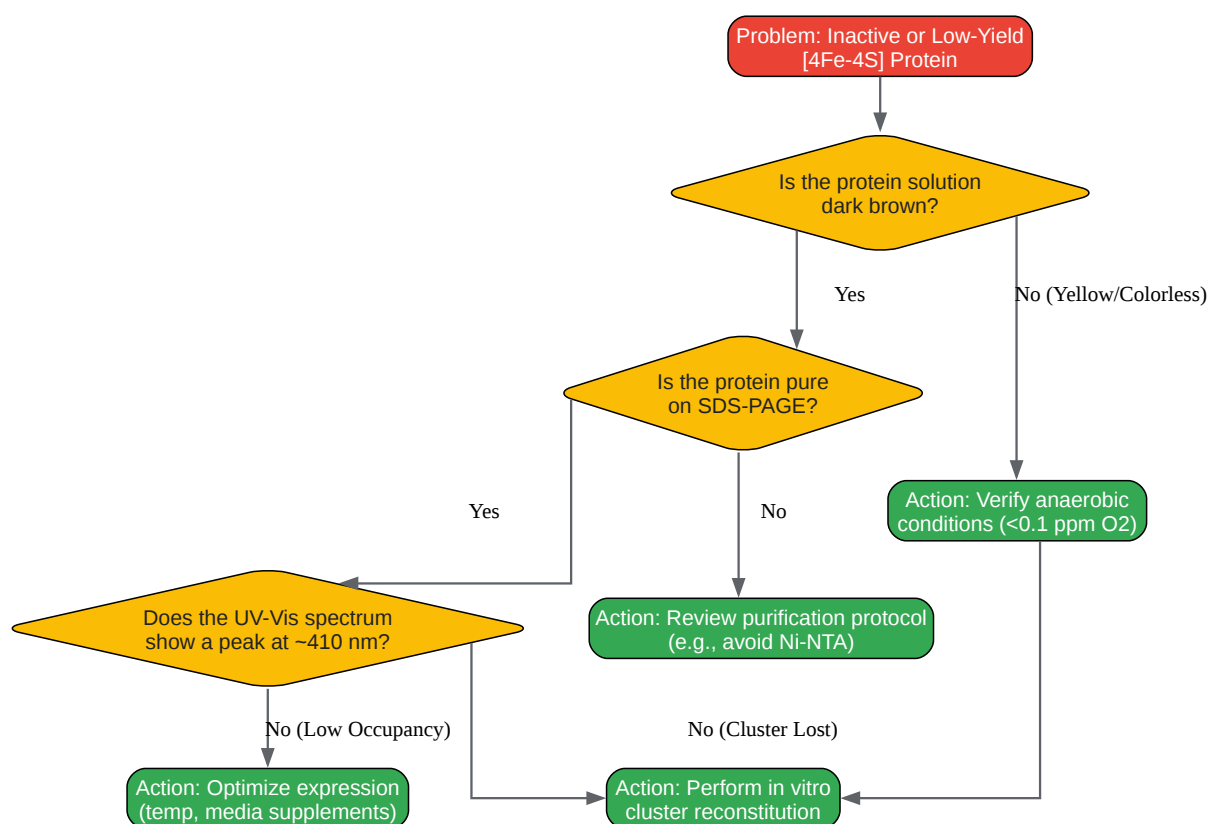 Problem: Inactive or Low-Yield
[4Fe-4S] Protein
Is the protein solution
dark brown?
Yes
No (Yellow/Colorless)
Is the protein pure
on SDS-PAGE?
Yes
No
Action: Verify anaerobic
conditions (<0.1 ppm O2)
Does the UV-Vis spectrum
show a peak at ~410 nm?
Action: Review purification protocol
(e.g., avoid Ni-NTA)
No (Low Occupancy)
No (Cluster Lost)
Action: Optimize expression
(temp, media supplements)
Action: Perform in vitro
cluster reconstitution